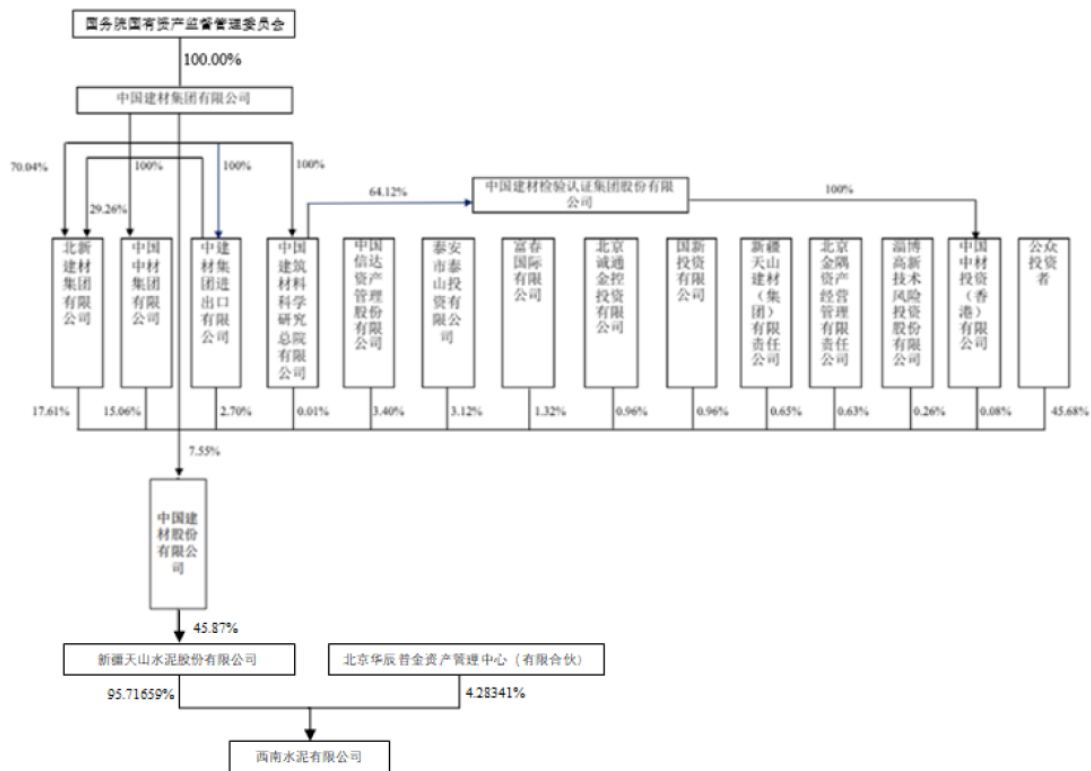 国务院国有资产监督管理委员会
100.00%
中国建材集团有限公司
70.04%
100%
100%
100%
29.26%
64.12%
中国建材检验认证集团股份有限
公司
100%
北新
建材
集团
有限
公司
中国
中材
集团
有限
公司
中建
材集
团进
出口
有限
公司
中国
建筑
材料
科学
研究
总院
有限
公司
中国
信达
资产
管理
股份
有限
公司
泰安
市泰
山投
资有
限公
司
富春
国际
有限
公司
北京
诚通
金控
投资
有限
公司
国新
投资
有限
公司
新疆
天山
建材
（集
团）
有限
责任
公司
北京
金隅
资产
经营
管理
有限
责任
公司
淄博
高新
技术
风险
投资
股份
有限
公司
中国
中材
投资
（香
港）
有限
公司
公众
投资
者
17.61%
15.06%
2.70%
0.01%
3.40%
3.12%
1.32%
0.96%
0.96%
0.65%
0.63%
0.26%
0.08%
45.68%
7.55%
中国建
材股份
有限公
司
45.87%
新疆天山水泥股份有限公司
北京华辰普金资产管理中心（有限合伙）
95.71659%
4.28341%
西南水泥有限公司